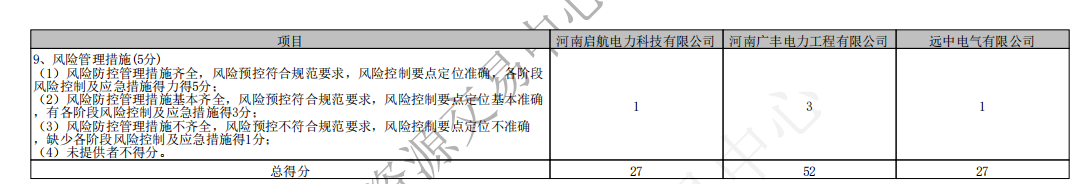 项目 河南启航电力科技有限公司 河南广丰电力工程有限公司 远中电气有限公司
9、风险管理措施(5分)
（1）风险防控管理措施齐全，风险预控符合规范要求，风险控制要点定位准确，各阶段
风险控制及应急措施得力得5分；
（2）风险防控管理措施基本齐全，风险预控符合规范要求，风险控制要点定位基本准确
，有各阶段风险控制及应急措施得3分；
（3）风险防控管理措施不齐全，风险预控不符合规范要求，风险控制要点定位不准确
，缺少各阶段风险控制及应急措施得1分；
（4）未提供者不得分。
1 3 1
总得分 27 52 27
资源交易中心
中心